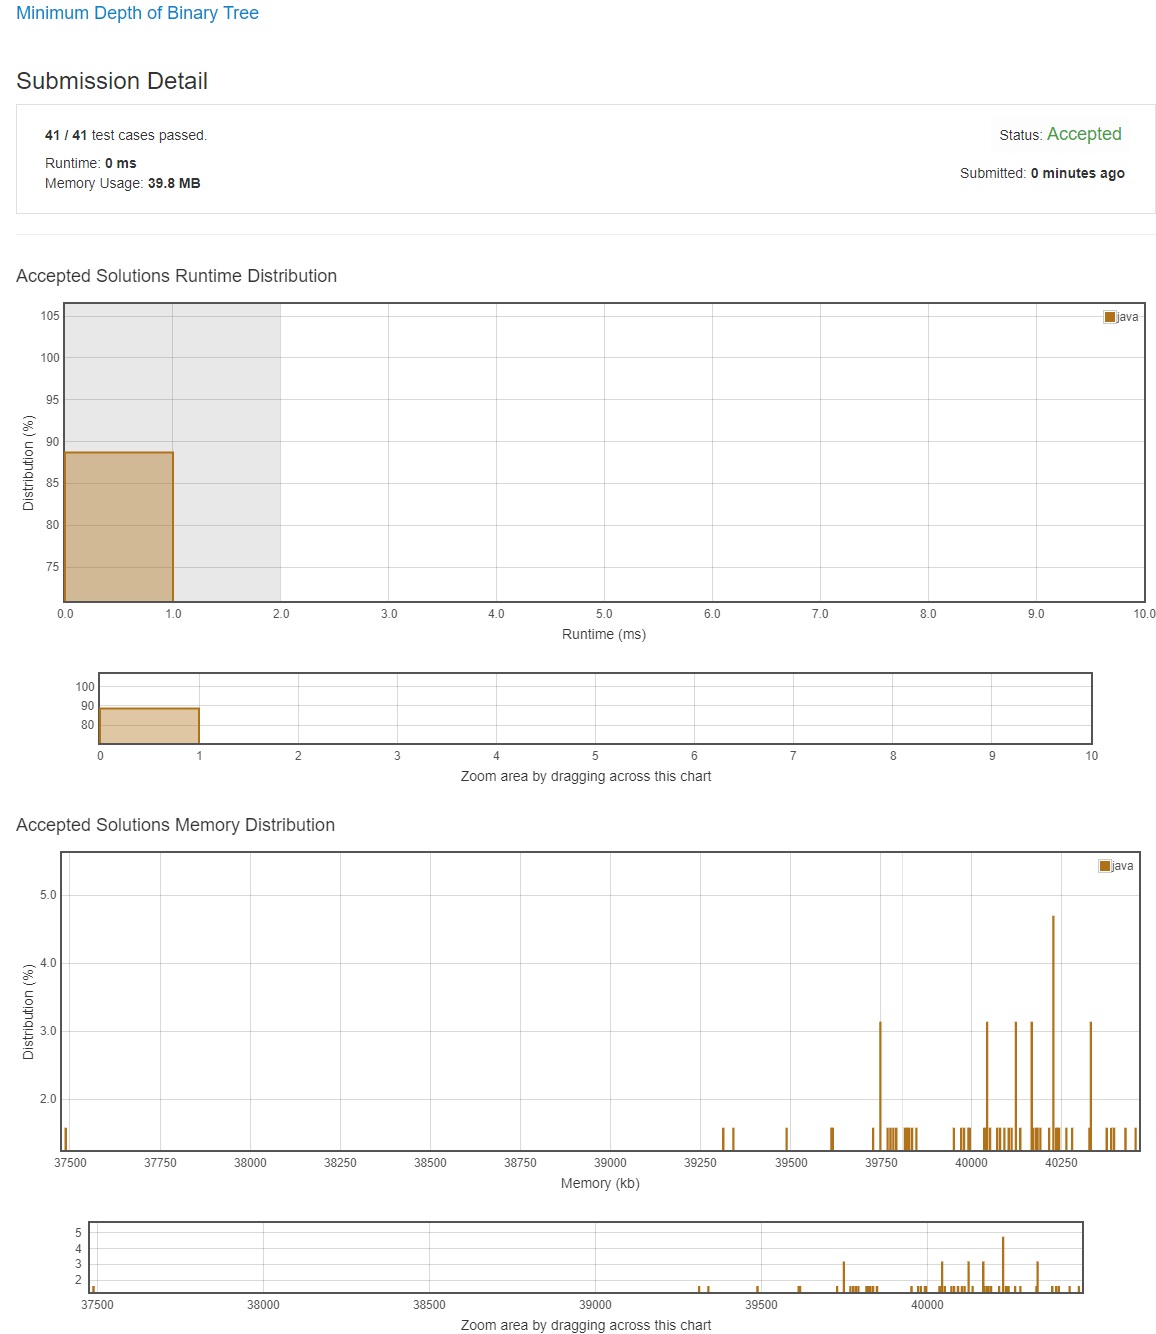 Minimum Depth of Binary Tree
Submission Detail
41 / 41 test cases passed.
Status: Accepted
Runtime: 0 ms
Submitted: 0 minutes ago
Memory Usage: 39.8 MB
Accepted Solutions Runtime Distribution
java
Distribution (%)
105
100
95
90
85
80
75
0.0 1.0 2.0 3.0 4.0 5.0 6.0 7.0 8.0 9.0 10.0
Runtime (ms)
100
90
80
0 1 2 3 4 5 6 7 8 9 10
Zoom area by dragging across this chart
Accepted Solutions Memory Distribution
java
Distribution (%)
5.0
4.0
3.0
2.0
37500 37750 38000 38250 38500 38750 39000 39250 39500 39750 40000 40250
Memory (kb)
5
4
3
2
37500 38000 38500 39000 39500 40000
Zoom area by dragging across this chart